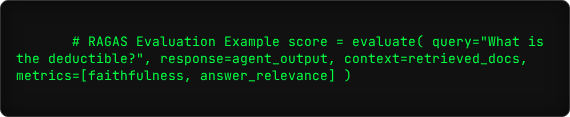 # RAGAS Evaluation Example score = evaluate( query="What is
the deductible?", response=agent_output, context=retrieved_docs,
metrics=[faithfulness, answer_relevance] )